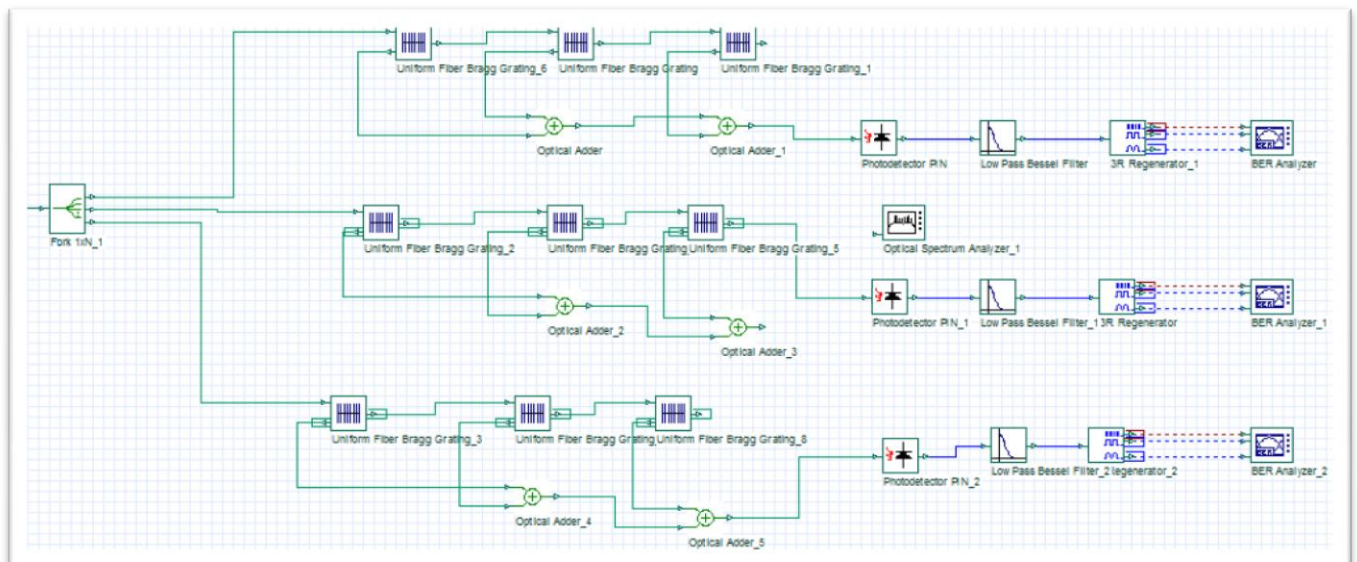 Uniform Fiber Bragg Grating_6 Uniform Fiber Bragg Grating Uniform Fiber Bragg Grating_1
Optical Adder Optical Adder_1
Photodetector PIN Low Pass Bessel Filter 3R Regenerator_1 BER Analyzer
Fork 1xN_1
Uniform Fiber Bragg Grating_2 Uniform Fiber Bragg Grating Uniform Fiber Bragg Grating_5 Optical Spectrum Analyzer_1
Photodetector PIN_1 Low Pass Bessel Filter_1 3R Regenerator BER Analyzer_1
Optical Adder_2
Optical Adder_3
Uniform Fiber Bragg Grating_3 Uniform Fiber Bragg Grating Uniform Fiber Bragg Grating_8
Low Pass Bessel Filter_2 legenerator_2 BER Analyzer_2
Photodetector PIN_2
Optical Adder_4
Optical Adder_5